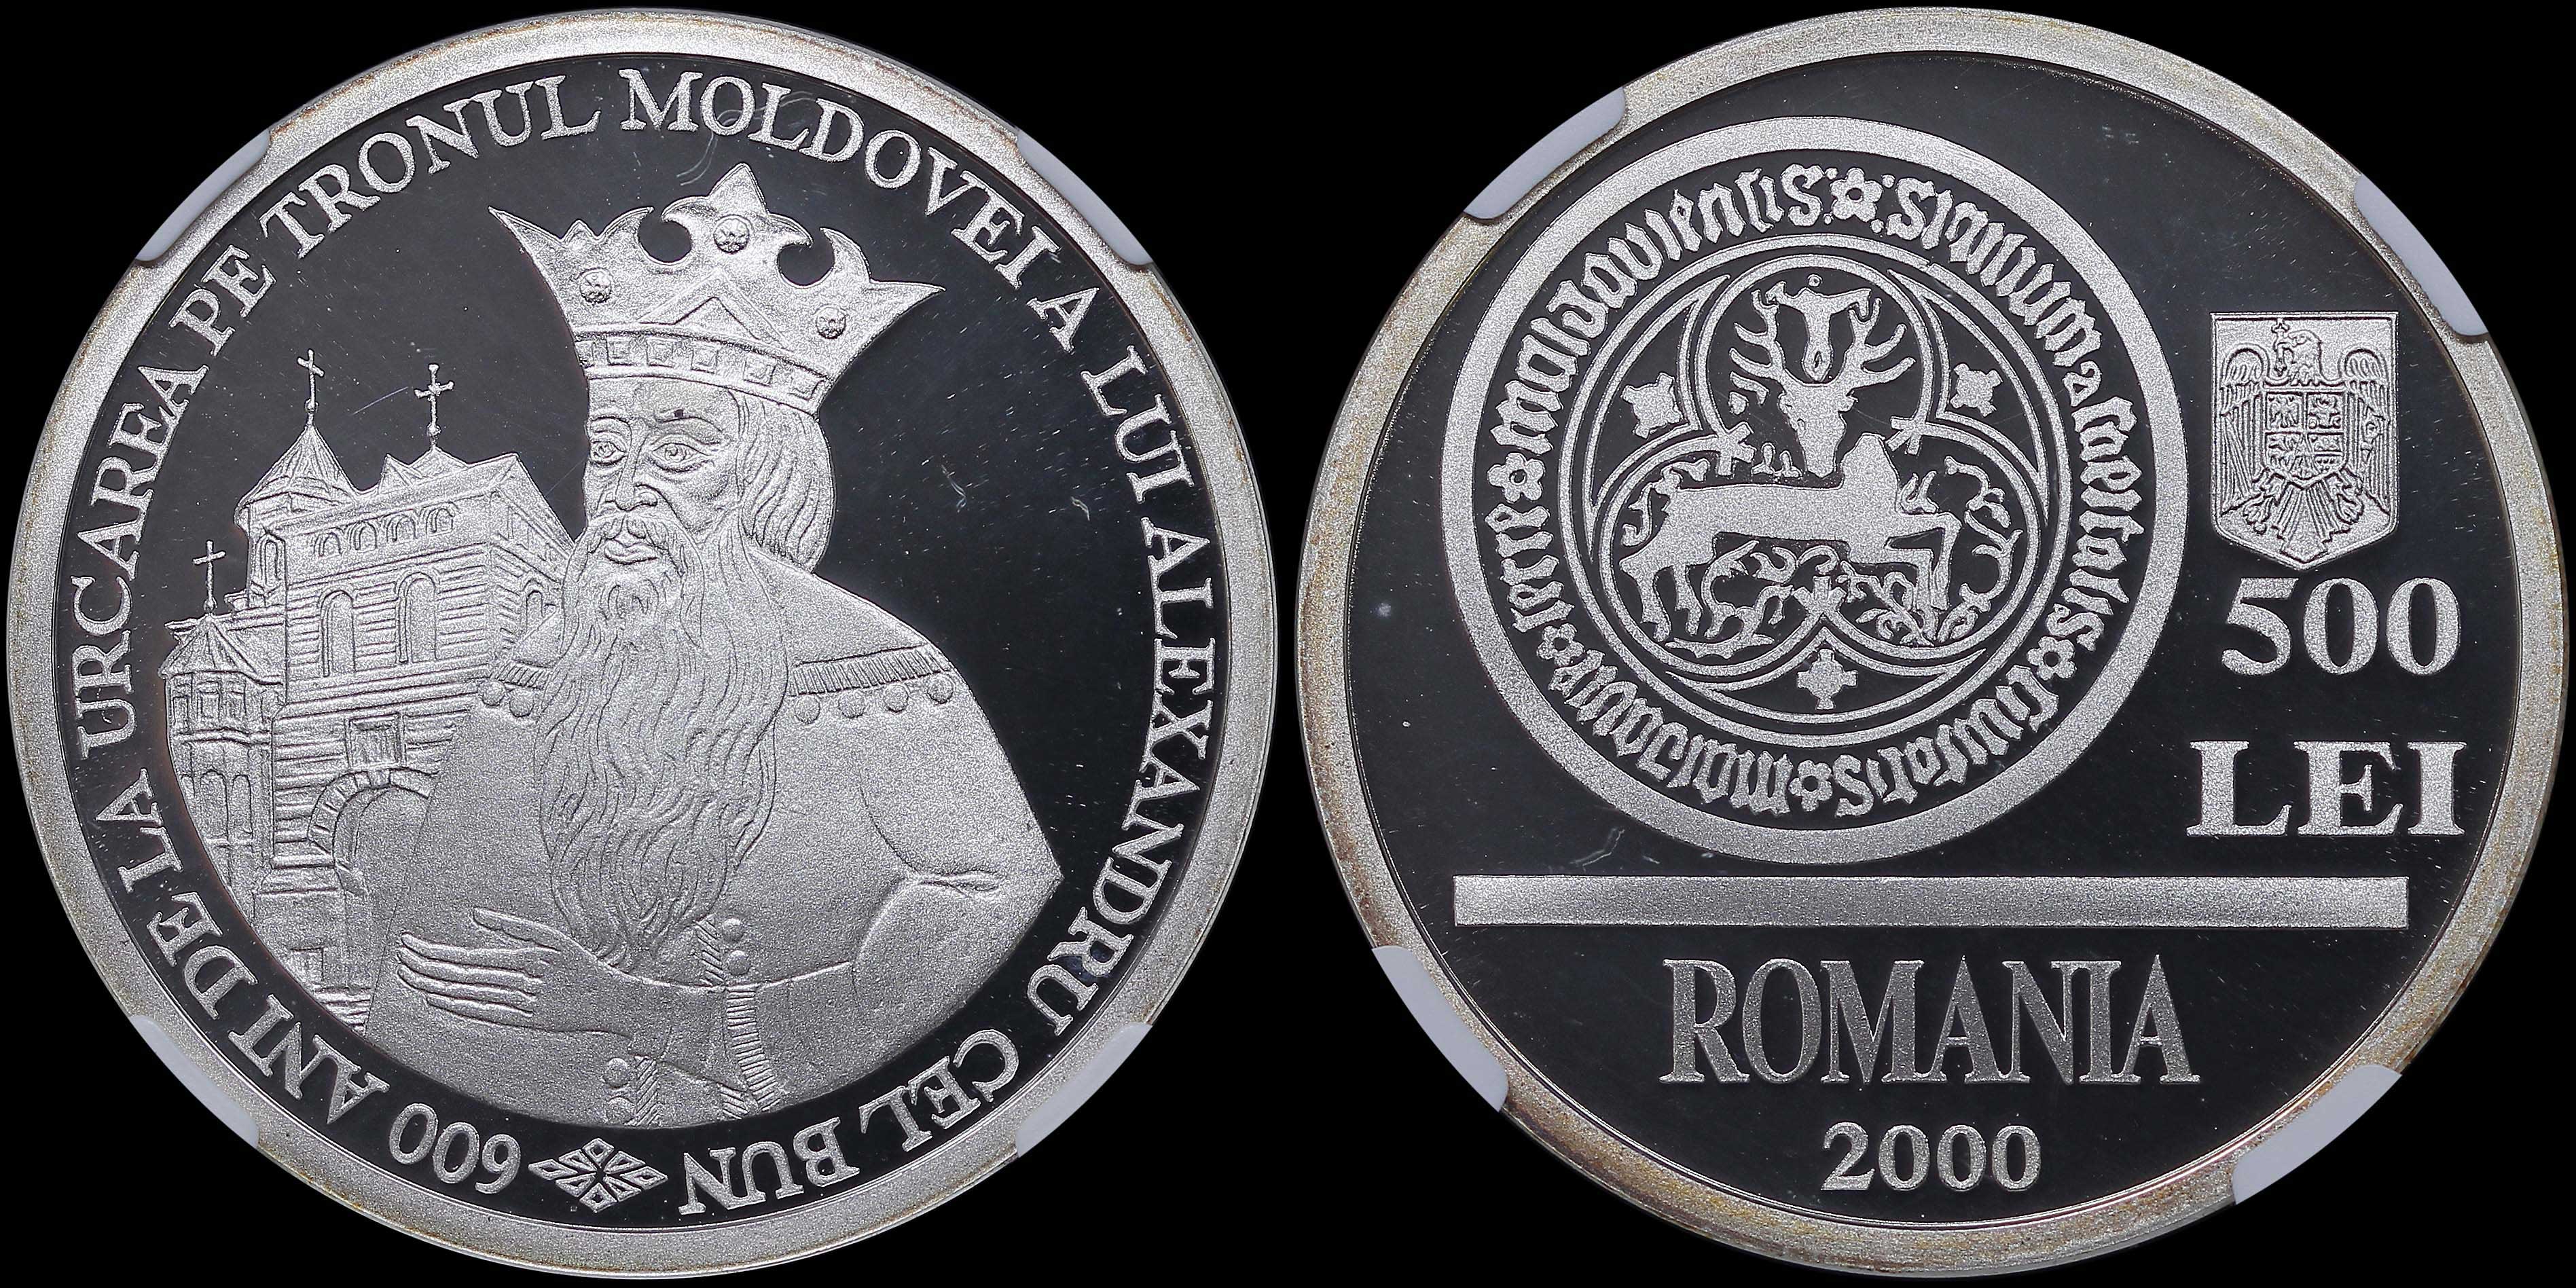 600 ANI DE LA URCAREA PE TRONUL MOLDOVEI A LUI ALEXANDRU CEL BUN
500
LEI
ROMANIA
2000